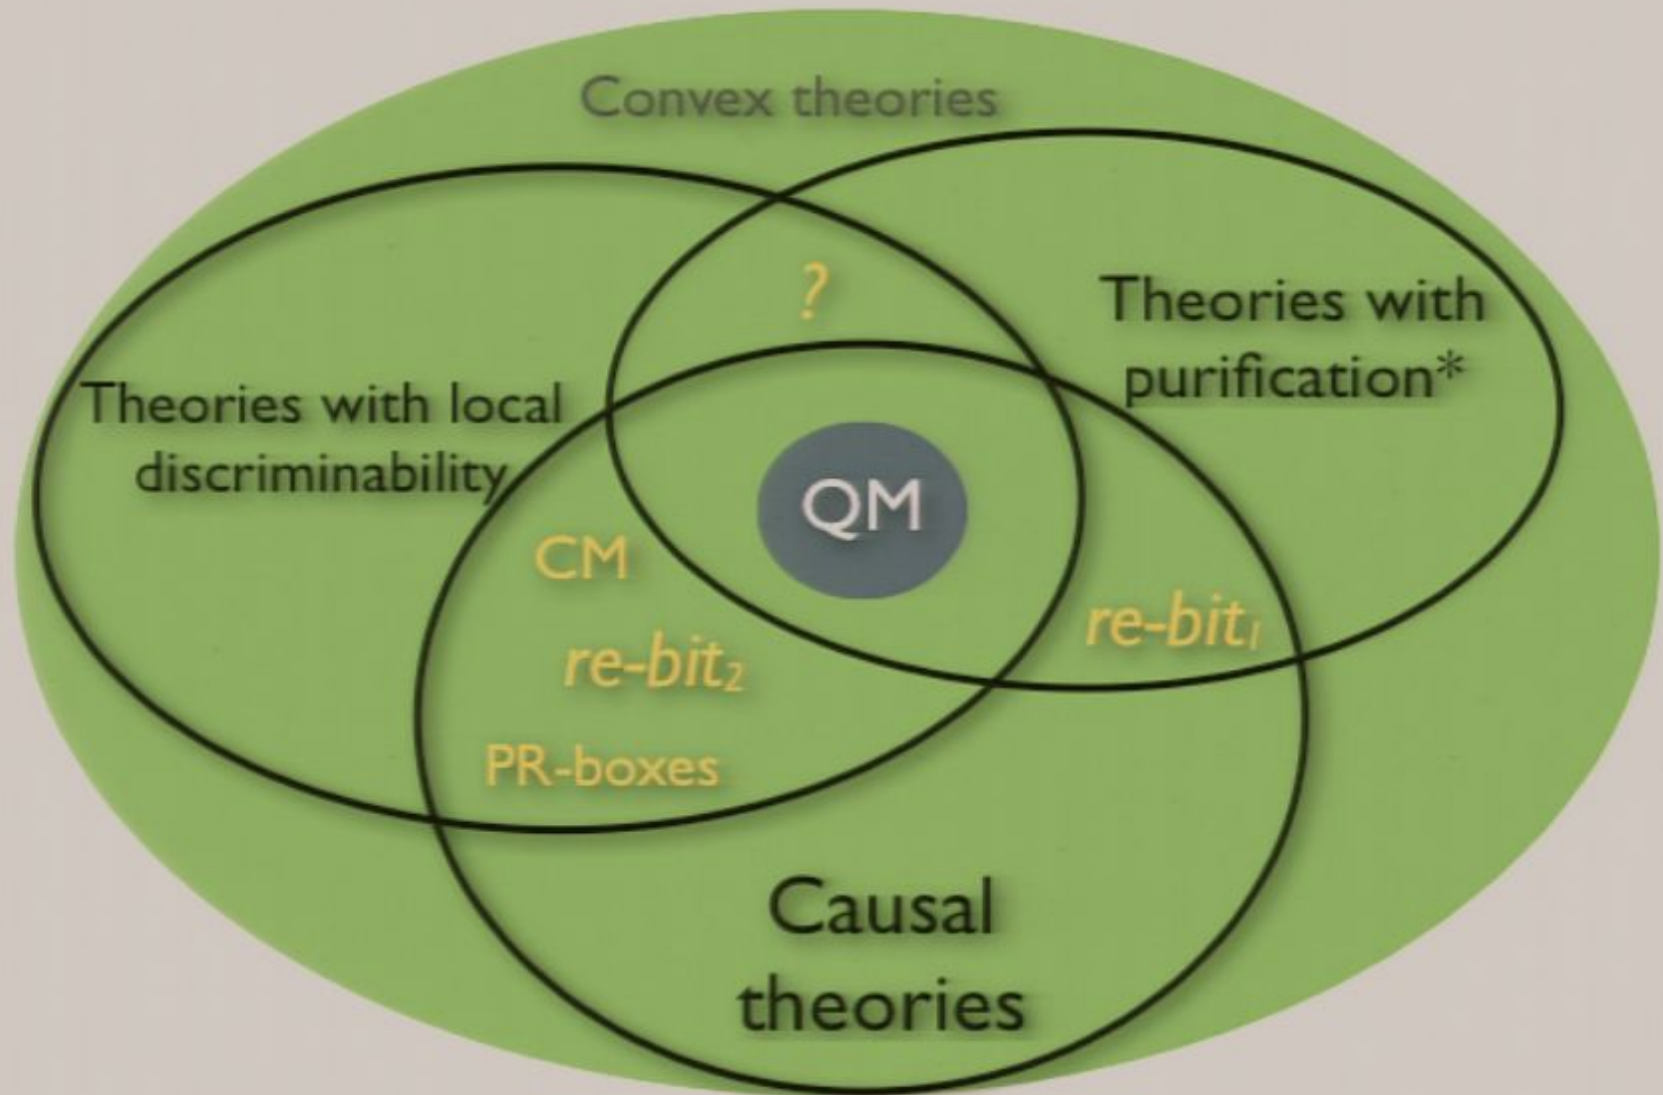 Convex theories
?
Theories with
purification*
Theories with local
discriminability
QM
CM
re-bit₁
re-bit₂
PR-boxes
Causal
theories